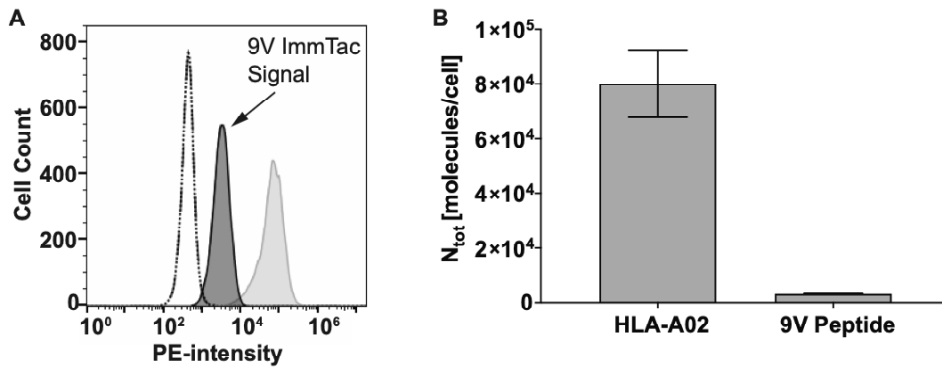 A
800
600
400
200
0
Cell Count
9V ImmTac
Signal
10⁰
10²
10⁴
10⁶
PE-intensity
B
1×10⁵
8×10⁴
6×10⁴
4×10⁴
2×10⁴
0
Nₜₒₜ [molecules/cell]
HLA-A02
9V Peptide